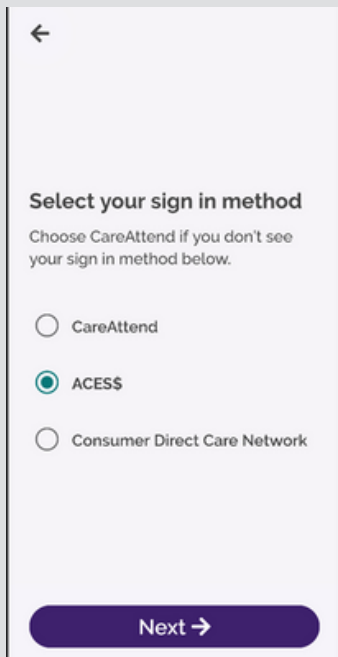 Select your sign in method
Choose CareAttend if you don't see
your sign in method below.
CareAttend
ACES$
Consumer Direct Care Network
Next →